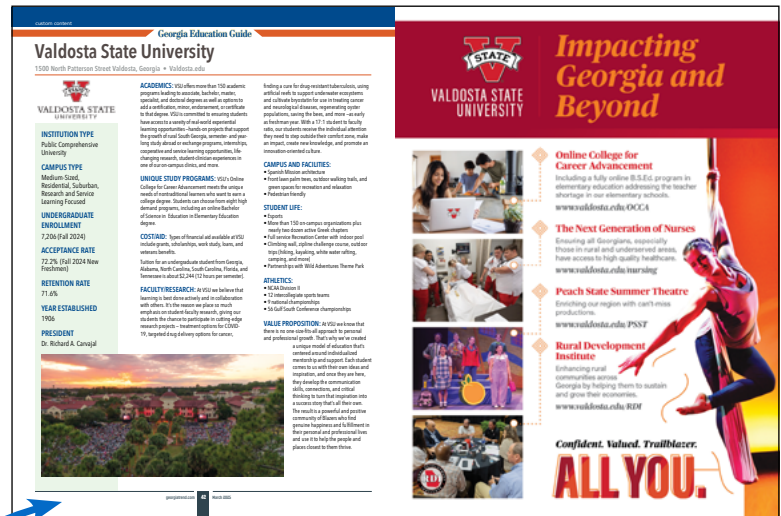 custom content
Georgia Education Guide
Valdosta State University
1500 North Patterson Street Valdosta, Georgia • Valdosta.edu
STATE
VALDOSTA STATE
UNIVERSITY
INSTITUTION TYPE
Public Comprehensive
University
CAMPUS TYPE
Medium-Sized,
Residential, Suburban,
Research and Service
Learning Focused
UNDERGRADUATE
ENROLLMENT
7,206 (Fall 2024)
ACCEPTANCE RATE
72.2% (Fall 2024 New
Freshmen)
RETENTION RATE
71.6%
YEAR ESTABLISHED
1906
PRESIDENT
Dr. Richard A. Carvajal
ACADEMICS: VSU offers more than 150 academic
programs leading to associate, bachelor, master,
specialist, and doctoral degrees as well as options to
add a certification, minor, endorsement, or certificate
to that degree. VSU is committed to ensuring students
have access to a variety of real-world experiential
learning opportunities – hands-on projects that support
the growth of rural South Georgia, semester- and year-
long study abroad or exchange programs, internships,
cooperative and service learning opportunities, life-
changing research, student-clinician experiences in
one of our on-campus clinics, and more.
UNIQUE STUDY PROGRAMS: VSU's Online
College for Career Advancement meets the unique
needs of nontraditional learners who want to earn a
college degree. Students can choose from eight high
demand programs, including an online Bachelor
of Science in Education in Elementary Education
degree.
COST/AID: Types of financial aid available at VSU
include grants, scholarships, work study, loans, and
veterans benefits.
Tuition for an undergraduate student from Georgia,
Alabama, North Carolina, South Carolina, Florida, and
Tennessee is about $2,244 (12 hours per semester).
FACULTY/RESEARCH: At VSU we believe that
learning is best done actively and in collaboration
with others. It's the reason we place so much
emphasis on student-faculty research, giving our
students the chance to participate in cutting-edge
research projects – treatment options for COVID-
19, targeted drug delivery options for cancer,
finding a cure for drug-resistant tuberculosis, using
artificial reefs to support underwater ecosystems
and cultivate bryostatin for use in treating cancer
and neurological diseases, regenerating oyster
populations, saving the bees, and more – as early
as freshman year. With a 17:1 student to faculty
ratio, our students receive the individual attention
they need to step outside their comfort zone, make
an impact, create new knowledge, and promote an
innovation-oriented culture.
CAMPUS AND FACILITIES:
• Spanish Mission architecture
• Front lawn palm trees, outdoor walking trails, and
green spaces for recreation and relaxation
• Pedestrian friendly
STUDENT LIFE:
• Esports
• More than 150 on-campus organizations plus
nearly two dozen active Greek chapters
• Full service Recreation Center with indoor pool
• Climbing wall, zipline challenge course, outdoor
trips (hiking, kayaking, white water rafting,
camping, and more)
• Partnerships with Wild Adventures Theme Park
ATHLETICS:
• NCAA Division II
• 12 intercollegiate sports teams
• 9 national championships
• 56 Gulf South Conference championships
VALUE PROPOSITION: At VSU we know that
there is no one-size-fits-all approach to personal
and professional growth. That's why we've created
a unique model of education that's
centered around individualized
mentorship and support. Each student
comes to us with their own ideas and
inspiration, and once they are here,
they develop the communication
skills, connections, and critical
thinking to turn that inspiration into
a success story that's all their own.
The result is a powerful and positive
community of Blazers who find
genuine happiness and fulfillment in
their personal and professional lives
and use it to help the people and
places closest to them thrive.
georgiatrend.com 42 March 2025
STATE
VALDOSTA STATE
UNIVERSITY
Impacting
Georgia and
Beyond
Online College for
Career Advancement
Including a fully online B.S.Ed. program in
elementary education addressing the teacher
shortage in our elementary schools.
www.valdosta.edu/OCCA
The Next Generation of Nurses
Ensuring all Georgians, especially
those in rural and underserved areas,
have access to high quality healthcare.
www.valdosta.edu/nursing
Peach State Summer Theatre
Enriching our region with can't-miss
productions.
www.valdosta.edu/PSST
Rural Development
Institute
Enhancing rural
communities across
Georgia by helping them to sustain
and grow their economies.
www.valdosta.edu/RDI
RDI
Confident. Valued. Trailblazer.
ALL YOU.